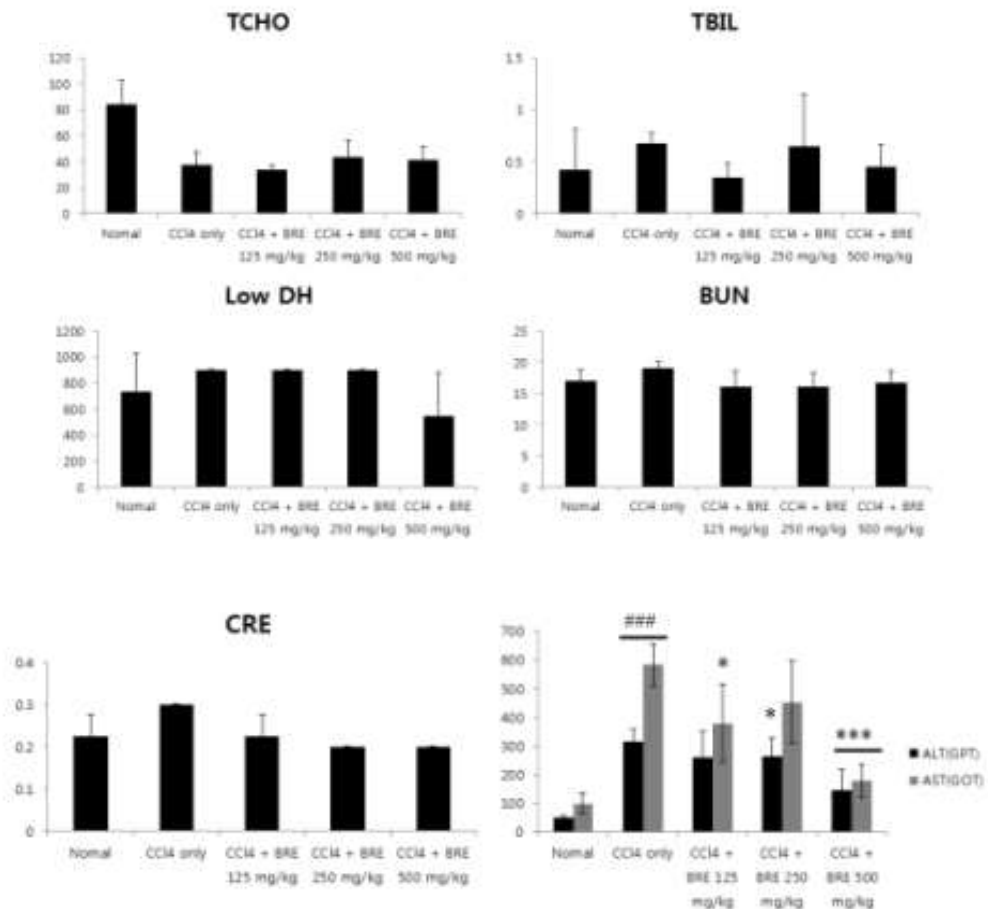 TCHO
120
100
80
60
40
20
0
Nomal
CCl4 only
CCl4 + BRE
125 mg/kg
CCl4 + BRE
250 mg/kg
CCl4 + BRE
500 mg/kg
TBIL
1.5
1
0.5
0
Nomal
CCl4 only
CCl4 + BRE
125 mg/kg
CCl4 + BRE
250 mg/kg
CCl4 + BRE
500 mg/kg
Low DH
1200
1000
800
600
400
200
0
Nomal
CCl4 only
CCl4 + BRE
125 mg/kg
CCl4 + BRE
250 mg/kg
CCl4 + BRE
500 mg/kg
BUN
25
20
15
10
5
0
Nomal
CCl4 only
CCl4 + BRE
125 mg/kg
CCl4 + BRE
250 mg/kg
CCl4 + BRE
500 mg/kg
CRE
0.4
0.3
0.2
0.1
0
Nomal
CCl4 only
CCl4 + BRE
125 mg/kg
CCl4 + BRE
250 mg/kg
CCl4 + BRE
500 mg/kg
700
600
500
400
300
200
100
0
###
*
*
***
Nomal
CCl4 only
CCl4 +
BRE 125
mg/kg
CCl4 +
BRE 250
mg/kg
CCl4 +
BRE 500
mg/kg
ALT(GPT)
AST(GOT)